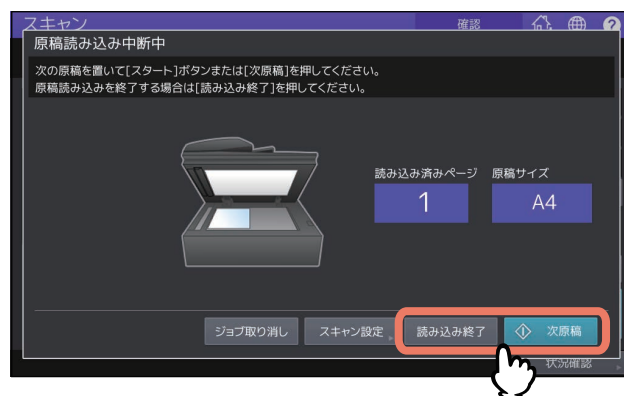 スキャン
確認
原稿読み込み中断中
次の原稿を置いて[スタート]ボタンまたは[次原稿]を押してください。
原稿読み込みを終了する場合は[読み込み終了]を押してください。
読み込み済みページ 原稿サイズ
1 A4
ジョブ取り消し スキャン設定 読み込み終了 次原稿
状況確認